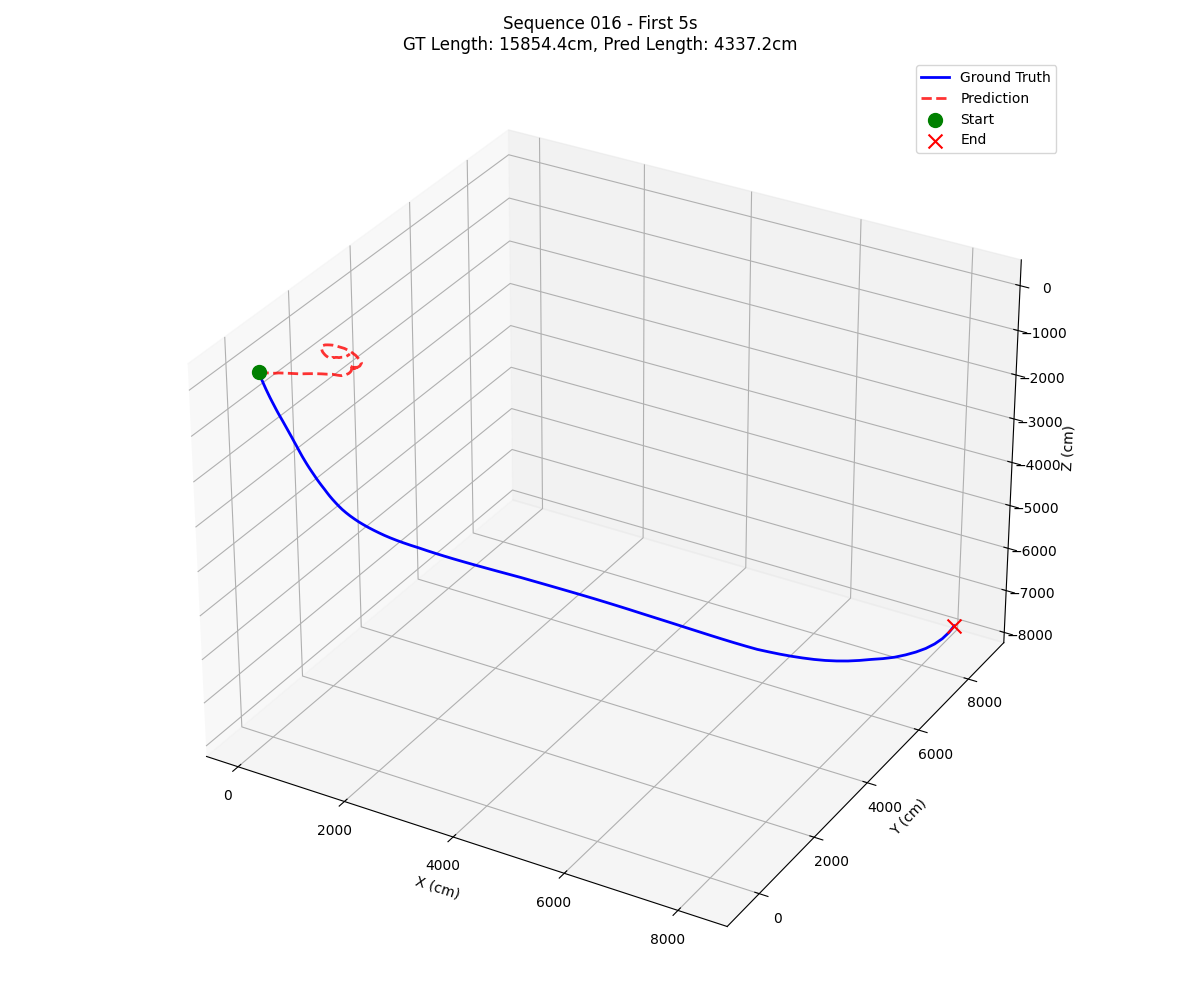 Sequence 016 - First 5s
GT Length: 15854.4cm, Pred Length: 4337.2cm
Ground Truth
Prediction
Start
End
0
−1000
−2000
−3000
−4000
−5000
−6000
−7000
−8000
Z (cm)
8000
6000
4000
2000
0
Y (cm)
0
2000
4000
6000
8000
X (cm)